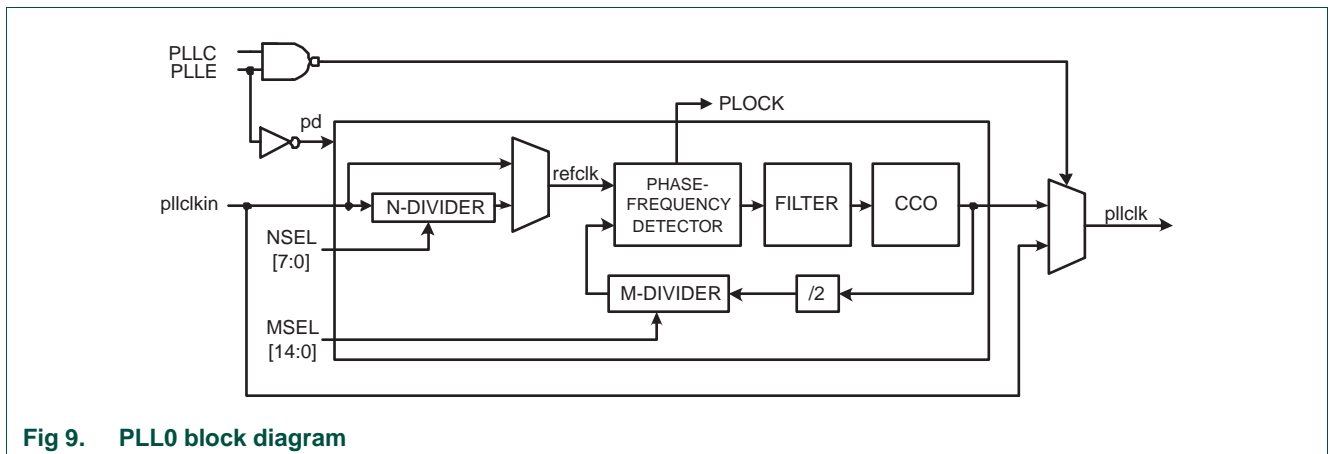 PLLC
PLLE
PLOCK
pd
refclk
PHASE-
FREQUENCY
DETECTOR
FILTER
CCO
pllclkin
N-DIVIDER
pllclk
NSEL
[7:0]
M-DIVIDER
/2
MSEL
[14:0]
Fig 9. PLL0 block diagram